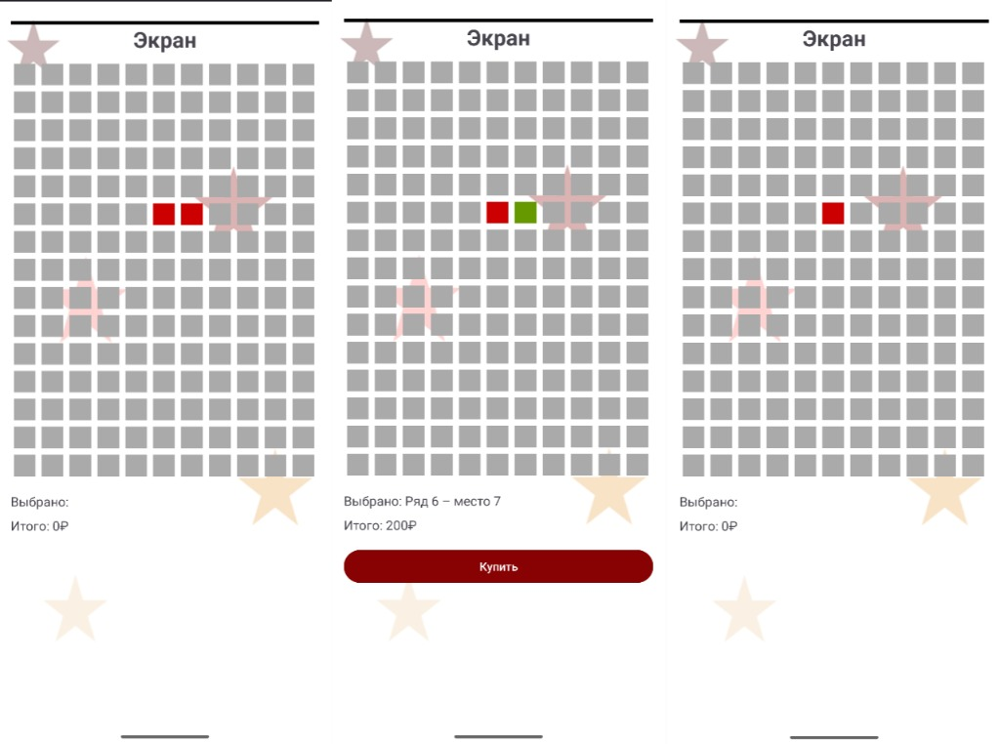 Экран
Выбрано:
Итого: 0₽
Экран
Выбрано: Ряд 6 – место 7
Итого: 200₽
Купить
Экран
Выбрано:
Итого: 0₽